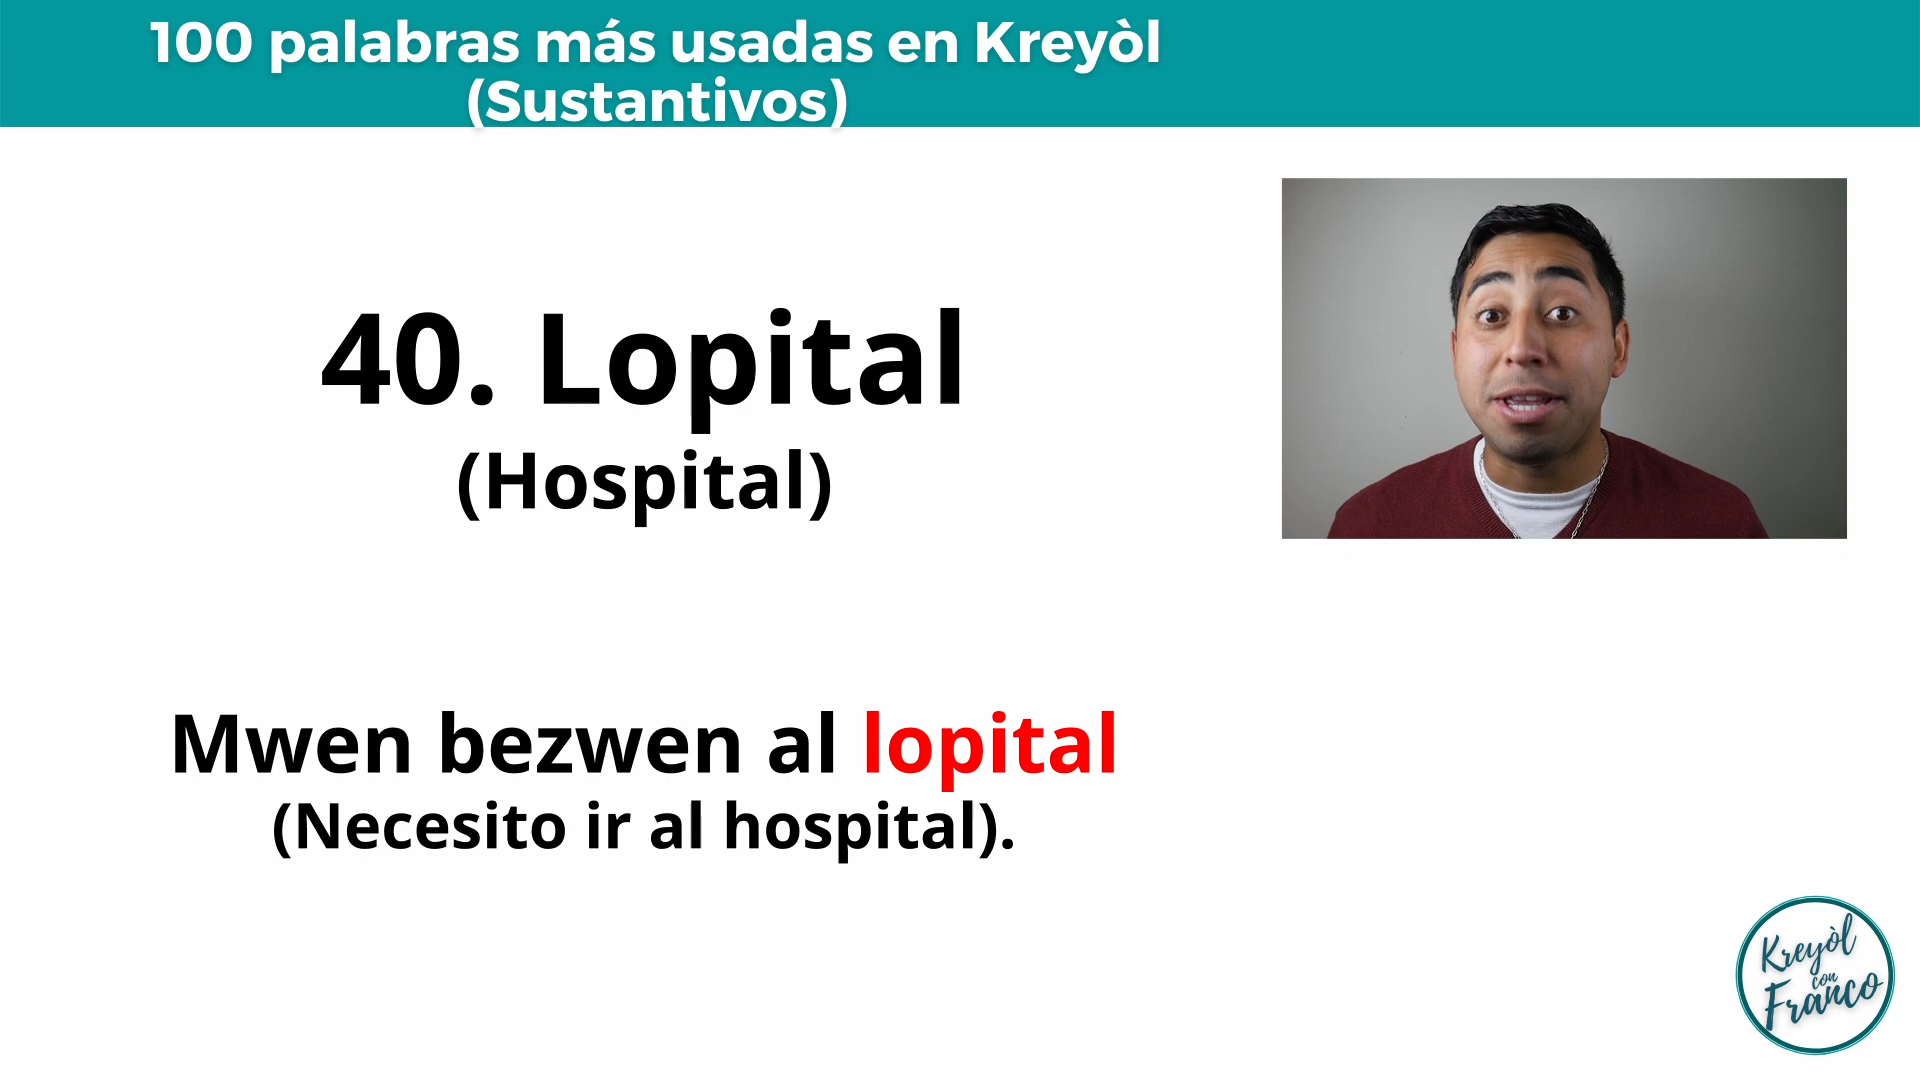 100 palabras más usadas en Kreyòl
(Sustantivos)
40. Lopital
(Hospital)
Mwen bezwen al lopital
(Necesito ir al hospital).
Kreyòl
con
Franco